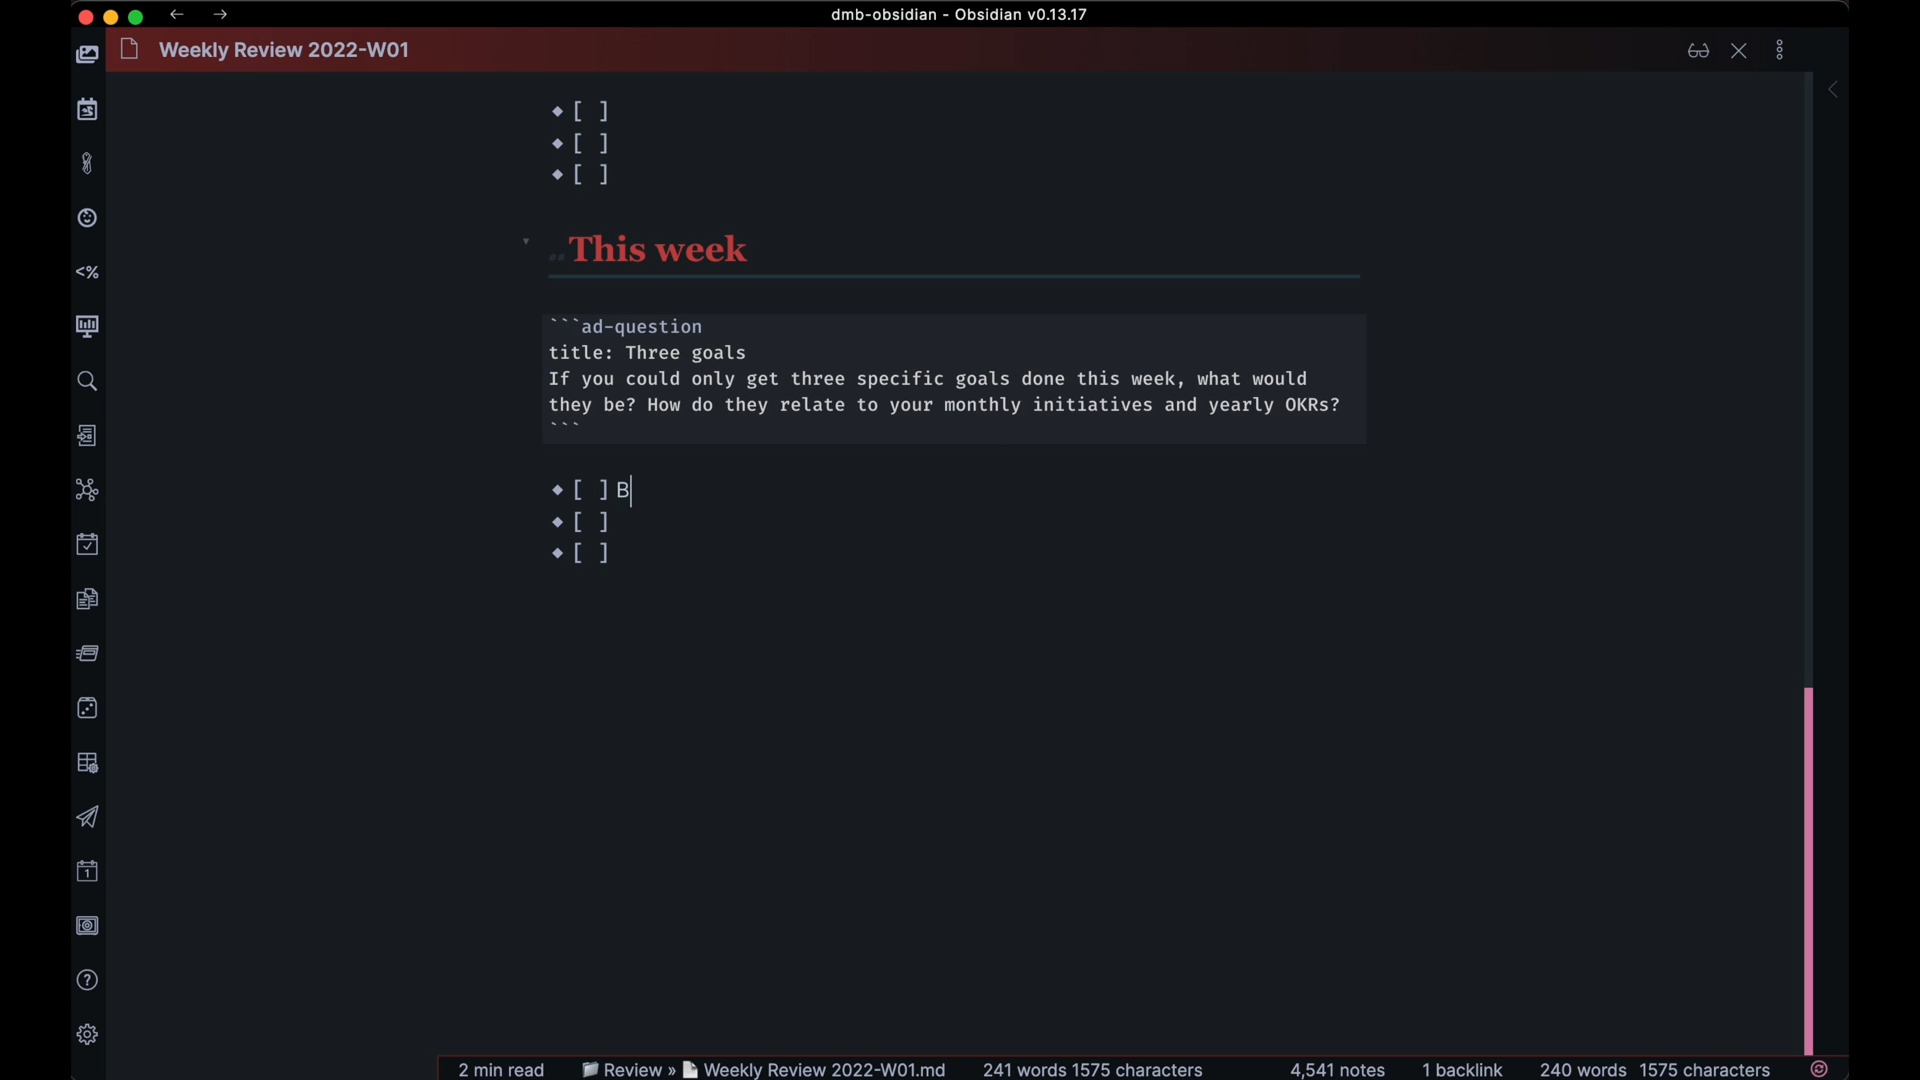 dmb-obsidian - Obsidian v0.13.17
Weekly Review 2022-W01
[ ]
[ ]
[ ]
This week
```ad-question
title: Three goals
If you could only get three specific goals done this week, what would
they be? How do they relate to your monthly initiatives and yearly OKRs?
```
[ ] B
[ ]
[ ]
<%
2 min read Review » Weekly Review 2022-W01.md 241 words 1575 characters 4,541 notes 1 backlink 240 words 1575 characters